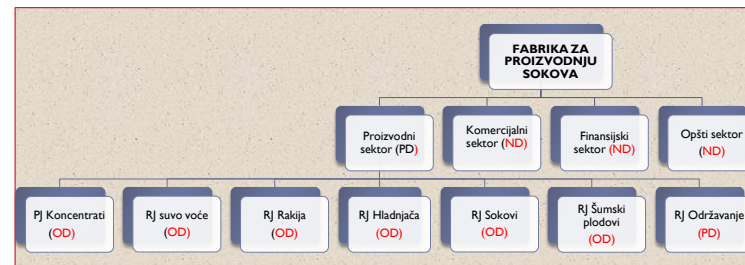 FABRIKA ZA
PROIZVODNJU
SOKOVA
Proizvodni
sektor (PD)
Komercijalni
sektor (ND)
Finansijski
sektor (ND)
Opšti sektor
(ND)
PJ Koncentrati
(OD)
RJ suvo voće
(OD)
RJ Rakija
(OD)
RJ Hladnjača
(OD)
RJ Sokovi
(OD)
RJ Šumski
plodovi
(OD)
RJ Održavanje
(PD)